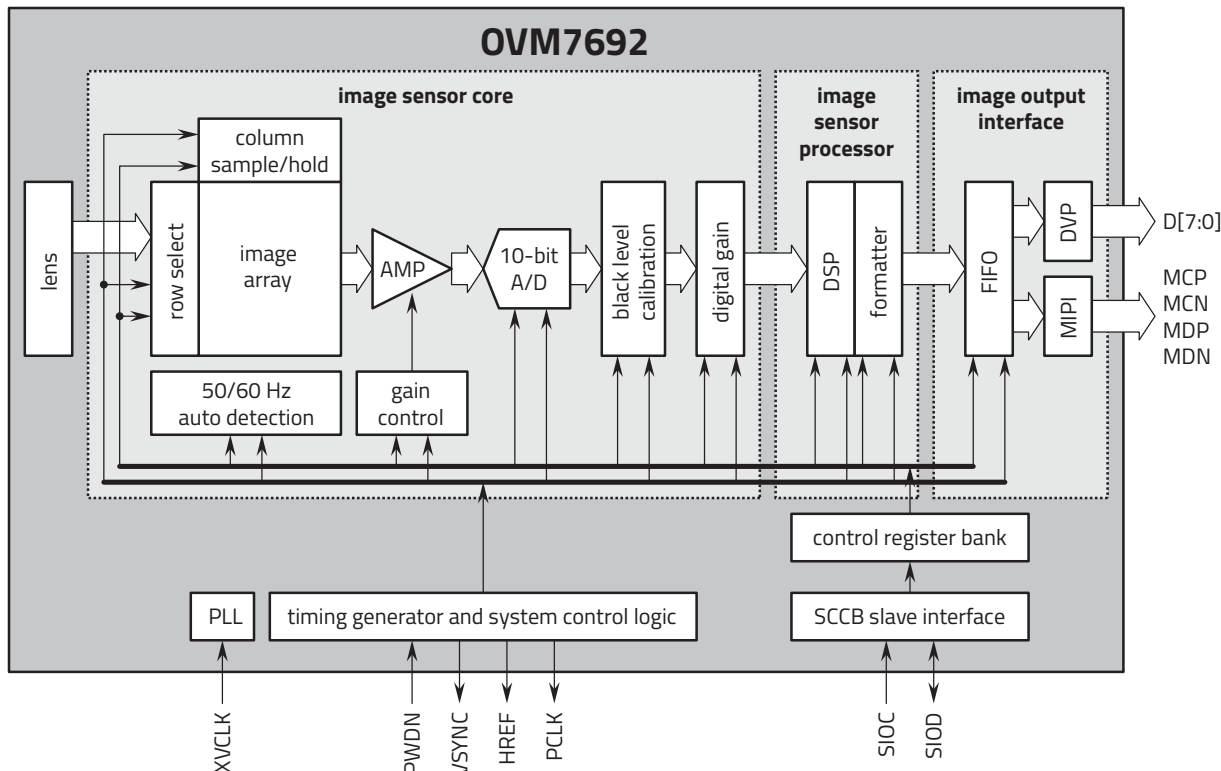 OVM7692
image sensor core
image
sensor
processor
image output
interface
column
sample/hold
lens
row select
image
array
AMP
10-bit
A/D
black level
calibration
digital gain
DSP
formatter
FIFO
DVP
MIPI
D[7:0]
MCP
MCN
MDP
MDN
50/60 Hz
auto detection
gain
control
control register bank
PLL
timing generator and system control logic
SCCB slave interface
XVCLK
PWDN
VSYNC
HREF
PCLK
SIOC
SIOD